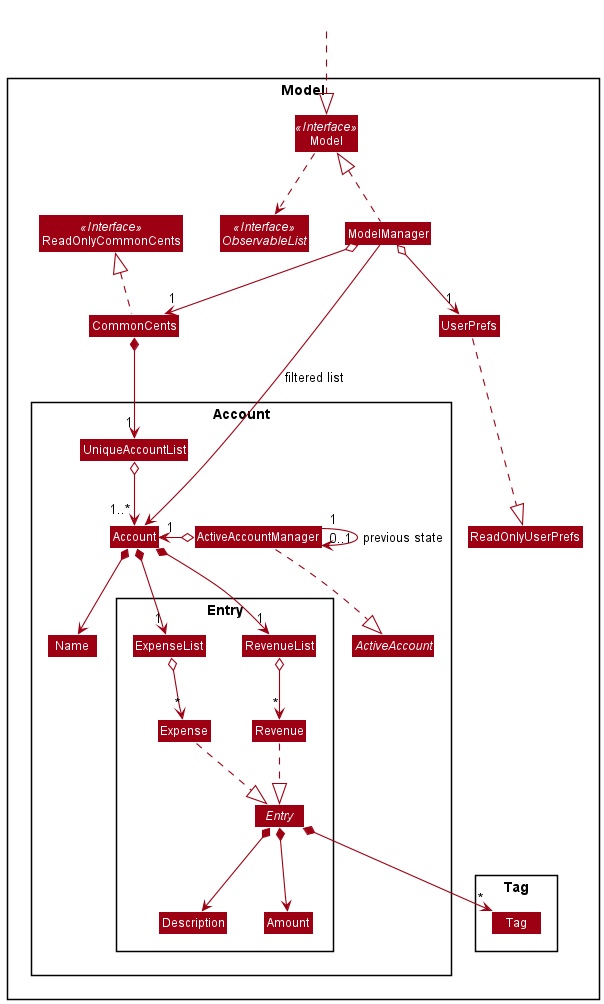 Model
«Interface»
Model
«Interface»
ReadOnlyCommonCents
«Interface»
ObservableList
ModelManager
1
1
CommonCents
UserPrefs
filtered list
Account
1
UniqueAccountList
1..*
1
1
Account
ActiveAccountManager
0..1
previous state
ReadOnlyUserPrefs
Entry
1
1
Name
ExpenseList
RevenueList
ActiveAccount
*
*
Expense
Revenue
Entry
Tag
*
Description
Amount
Tag